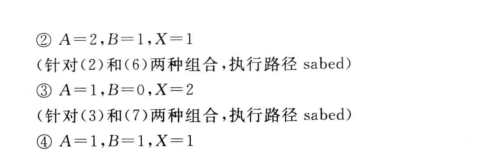 ② A=2,B=1,X=1
(针对(2)和(6)两种组合,执行路径 sabed)
③ A=1,B=0,X=2
(针对(3)和(7)两种组合,执行路径 sabed)
④ A=1,B=1,X=1